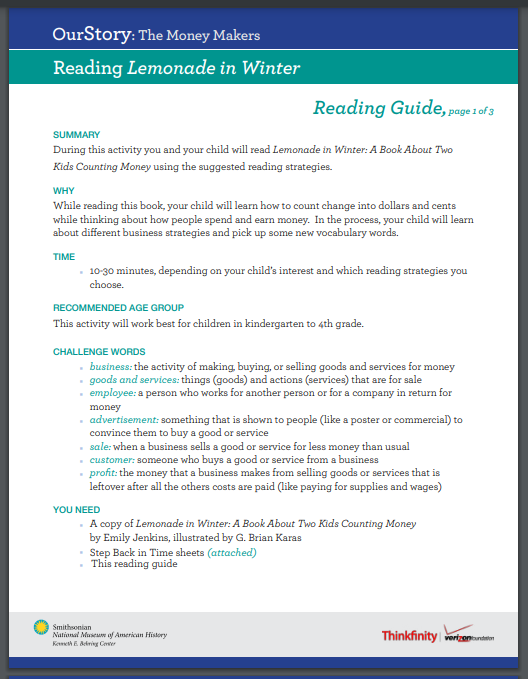 OurStory: The Money Makers
Reading Lemonade in Winter
Reading Guide, page 1 of 3
SUMMARY
During this activity you and your child will read Lemonade in Winter: A Book About Two
Kids Counting Money using the suggested reading strategies.
WHY
While reading this book, your child will learn how to count change into dollars and cents
while thinking about how people spend and earn money. In the process, your child will learn
about different business strategies and pick up some new vocabulary words.
TIME
• 10-30 minutes, depending on your child's interest and which reading strategies you
choose.
RECOMMENDED AGE GROUP
This activity will work best for children in kindergarten to 4th grade.
CHALLENGE WORDS
• business: the activity of making, buying, or selling goods and services for money
• goods and services: things (goods) and actions (services) that are for sale
• employee: a person who works for another person or for a company in return for
money
• advertisement: something that is shown to people (like a poster or commercial) to
convince them to buy a good or service
• sale: when a business sells a good or service for less money than usual
• customer: someone who buys a good or service from a business
• profit: the money that a business makes from selling goods or services that is
leftover after all the others costs are paid (like paying for supplies and wages)
YOU NEED
• A copy of Lemonade in Winter: A Book About Two Kids Counting Money
by Emily Jenkins, illustrated by G. Brian Karas
• Step Back in Time sheets (attached)
• This reading guide
Smithsonian
National Museum of American History
Kenneth E. Behring Center
Thinkfinity
verizonfoundation